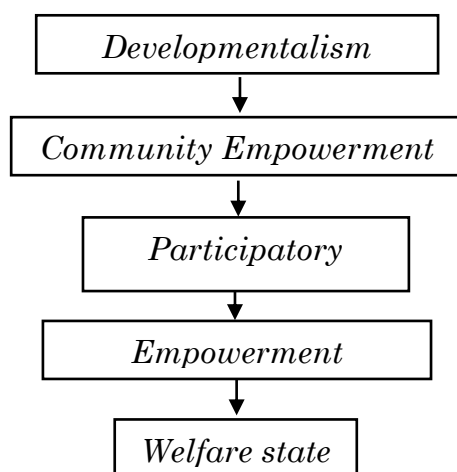 Developmentalism
Community Empowerment
Participatory
Empowerment
Welfare state